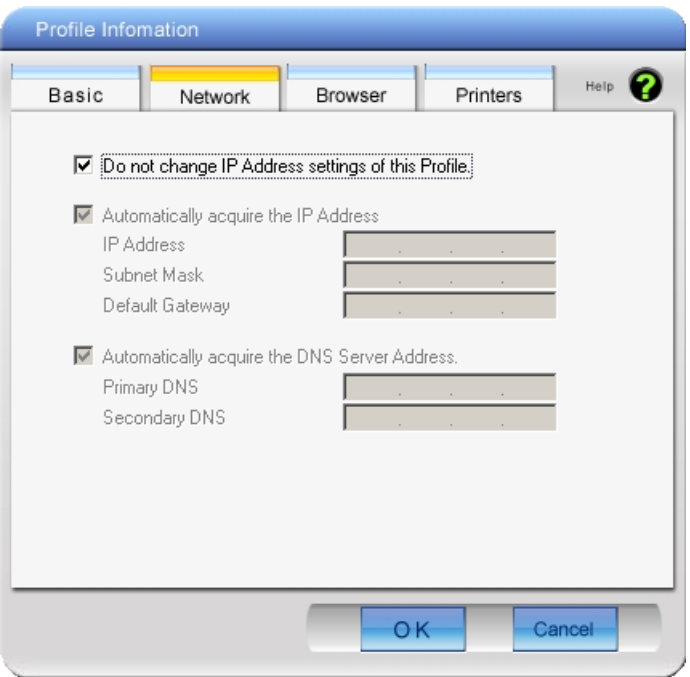 Profile Infomation
Basic Network Browser Printers Help ?
Do not change IP Address settings of this Profile.
Automatically acquire the IP Address
IP Address . . .
Subnet Mask . . .
Default Gateway . . .
Automatically acquire the DNS Server Address.
Primary DNS . . .
Secondary DNS . . .
OK Cancel